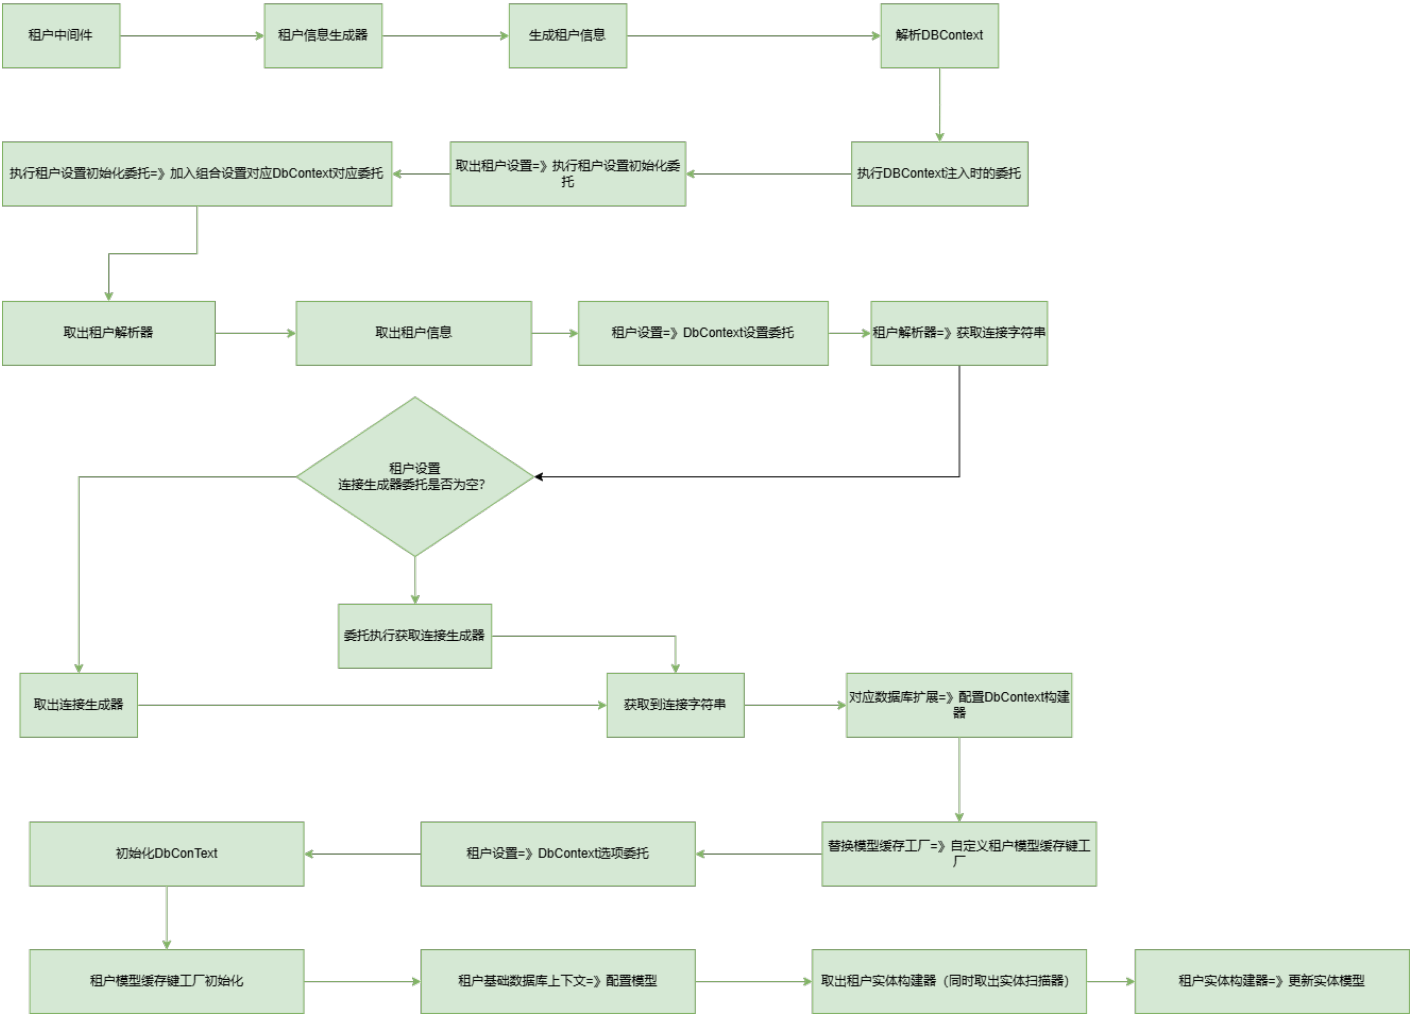 租户中间件
租户信息生成器
生成租户信息
解析DBContext
执行租户设置初始化委托=》加入组合设置对应DbContext对应委托
取出租户设置=》执行租户设置初始化委
托
执行DBContext注入时的委托
取出租户解析器
取出租户信息
租户设置=》DbContext设置委托
租户解析器=》获取连接字符串
租户设置
连接生成器委托是否为空?
委托执行获取连接生成器
取出连接生成器
获取到连接字符串
对应数据库扩展=》配置DbContext构建
器
初始化DbConText
租户设置=》DbContext选项委托
替换模型缓存工厂=》自定义租户模型缓存键工
厂
租户模型缓存键工厂初始化
租户基础数据库上下文=》配置模型
取出租户实体构建器（同时取出实体扫描器）
租户实体构建器=》更新实体模型